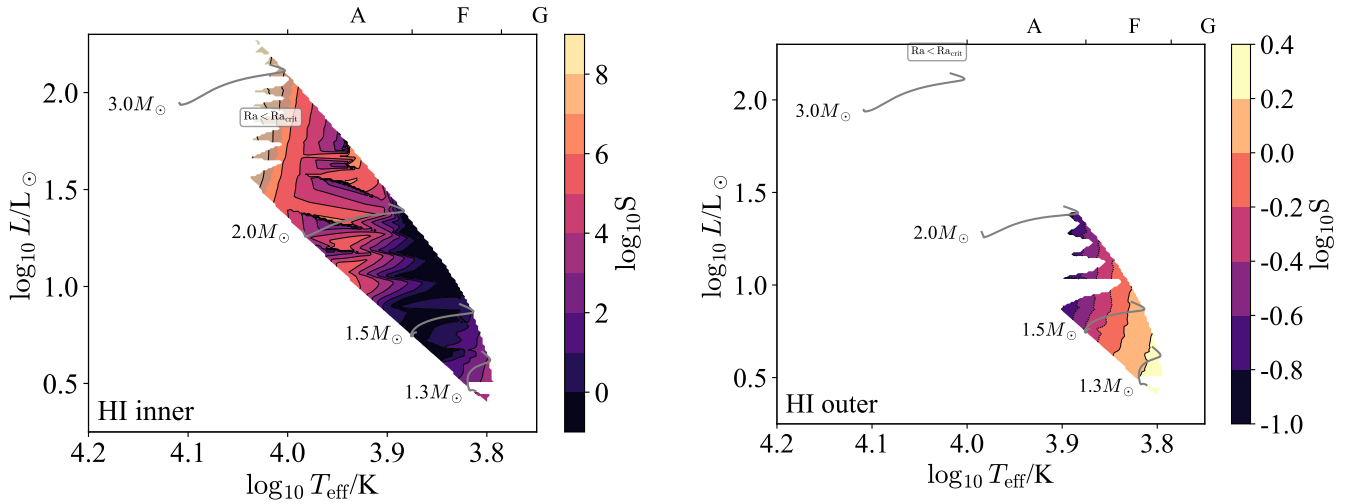 A F G
2.0
1.5
1.0
0.5
log₁₀ L/L☉
3.0M☉
Ra < Ra_crit
2.0M☉
1.5M☉
1.3M☉
HI inner
4.2 4.1 4.0 3.9 3.8
log₁₀ T_eff/K
8
6
4
2
0
log₁₀S
A F G
2.0
1.5
1.0
0.5
log₁₀ L/L☉
Ra < Ra_crit
3.0M☉
2.0M☉
1.5M☉
1.3M☉
HI outer
4.2 4.1 4.0 3.9 3.8
log₁₀ T_eff/K
0.4
0.2
0.0
-0.2
-0.4
-0.6
-0.8
-1.0
log₁₀S